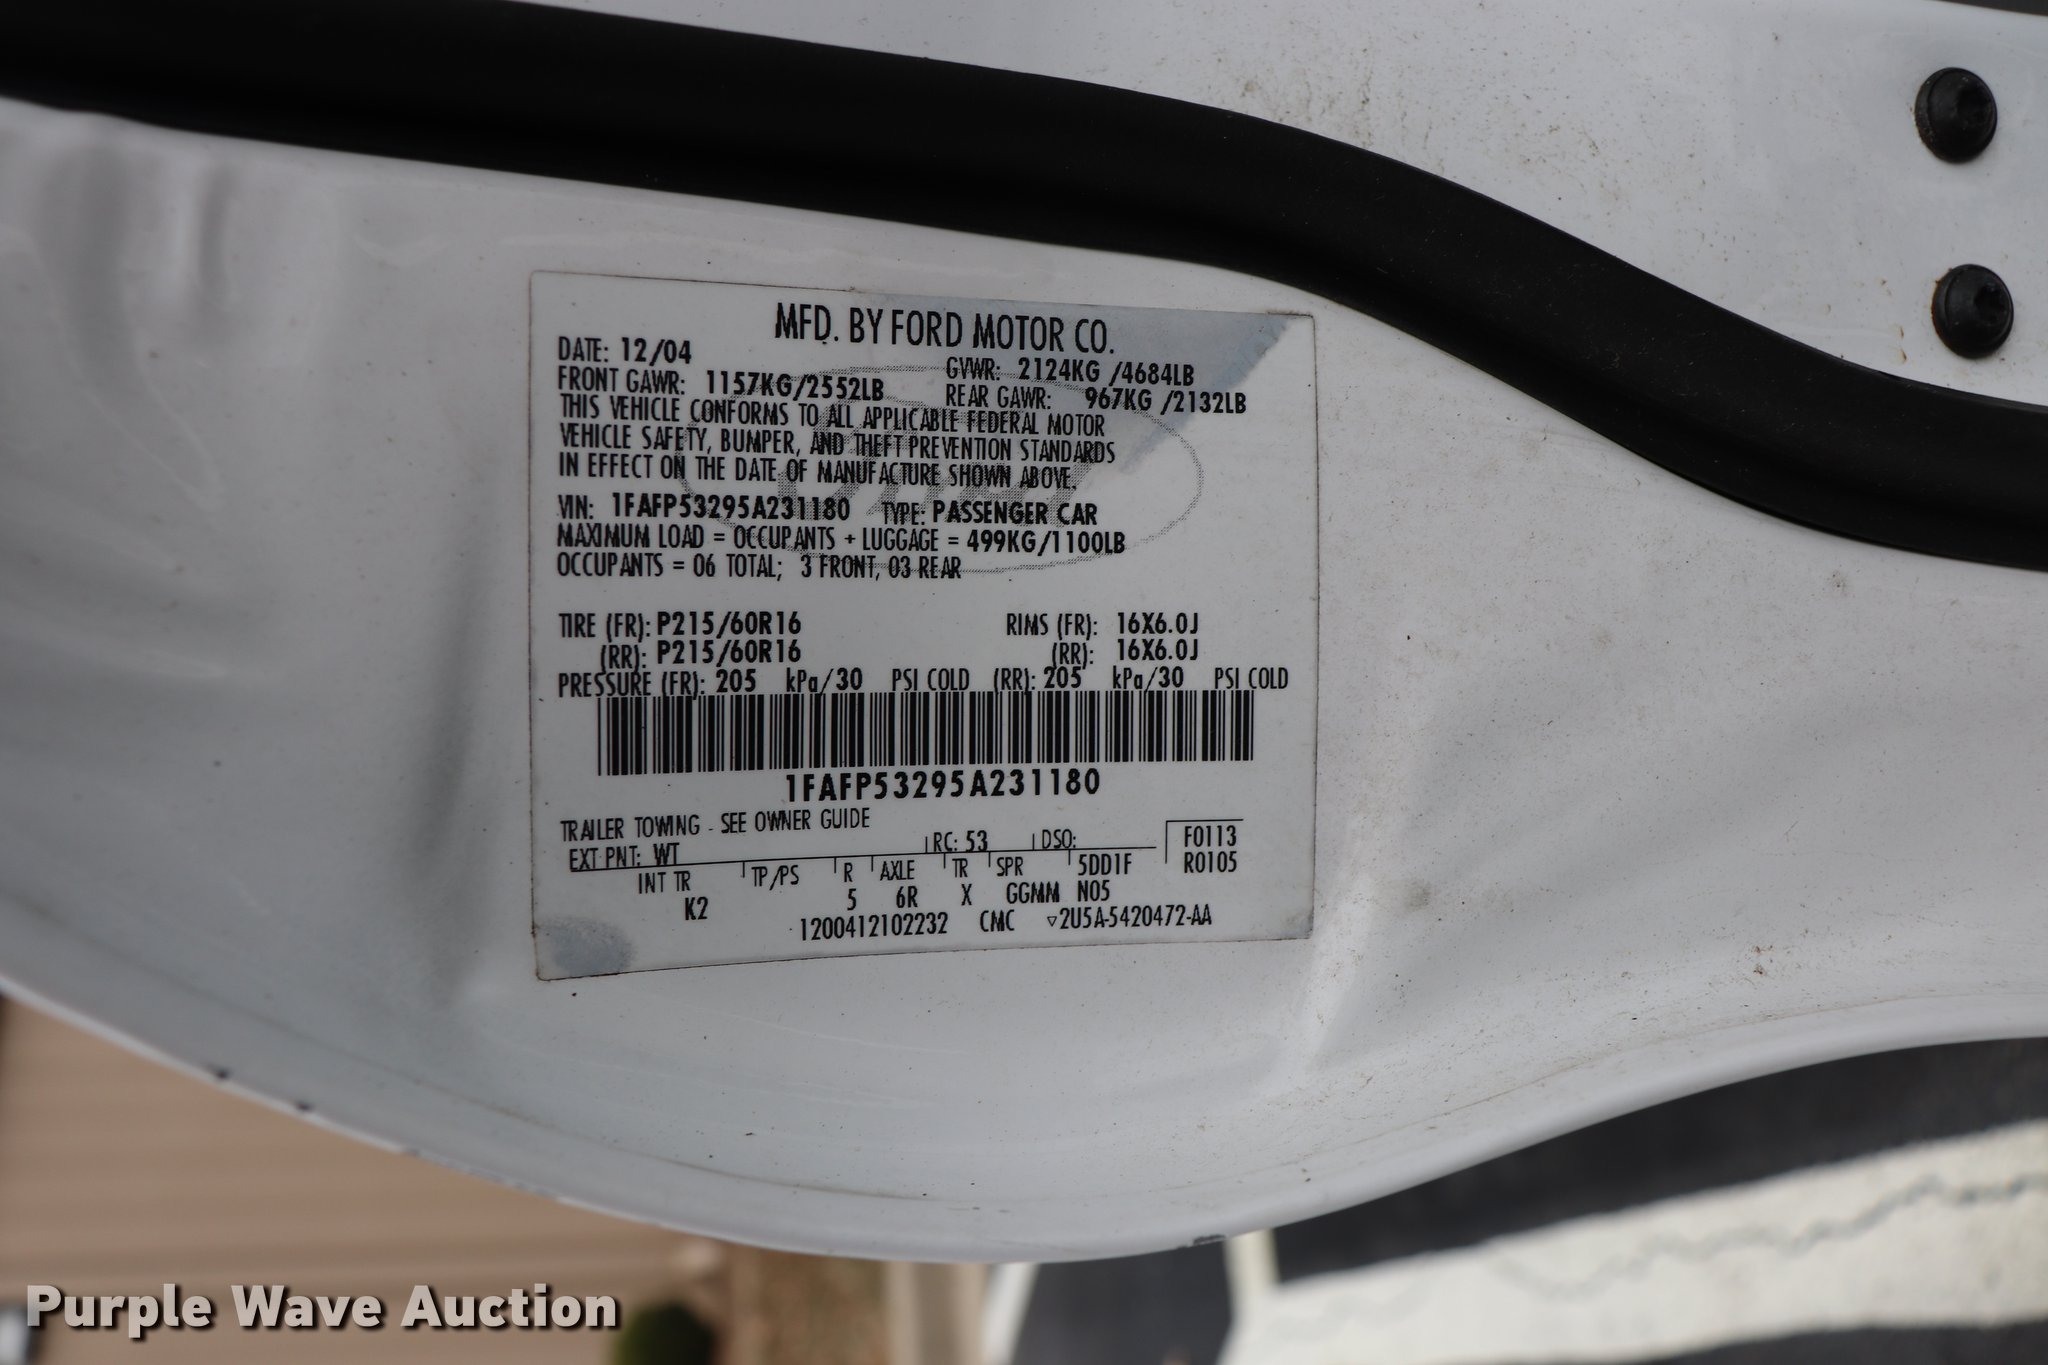 MFD. BY FORD MOTOR CO.
DATE: 12/04 GVWR: 2124KG /4684LB
FRONT GAWR: 1157KG/2552LB REAR GAWR: 967KG /2132LB
THIS VEHICLE CONFORMS TO ALL APPLICABLE FEDERAL MOTOR
VEHICLE SAFETY, BUMPER, AND THEFT PREVENTION STANDARDS
IN EFFECT ON THE DATE OF MANUFACTURE SHOWN ABOVE.
VIN: 1FAFP53295A231180 TYPE: PASSENGER CAR
MAXIMUM LOAD = OCCUPANTS + LUGGAGE = 499KG/1100LB
OCCUPANTS = 06 TOTAL; 3 FRONT, 03 REAR
TIRE (FR): P215/60R16 RIMS (FR): 16X6.0J
(RR): P215/60R16 (RR): 16X6.0J
PRESSURE (FR): 205 kPa/30 PSI COLD (RR): 205 kPa/30 PSI COLD
1FAFP53295A231180
TRAILER TOWING - SEE OWNER GUIDE
EXT PNT: WT RC: 53 DSO: F0113
INT TR TP/PS R AXLE TR SPR 5DD1F R0105
K2 5 6R X GGMM N05
1200412102232 CMC ▽2U5A-5420472-AA
Purple Wave Auction